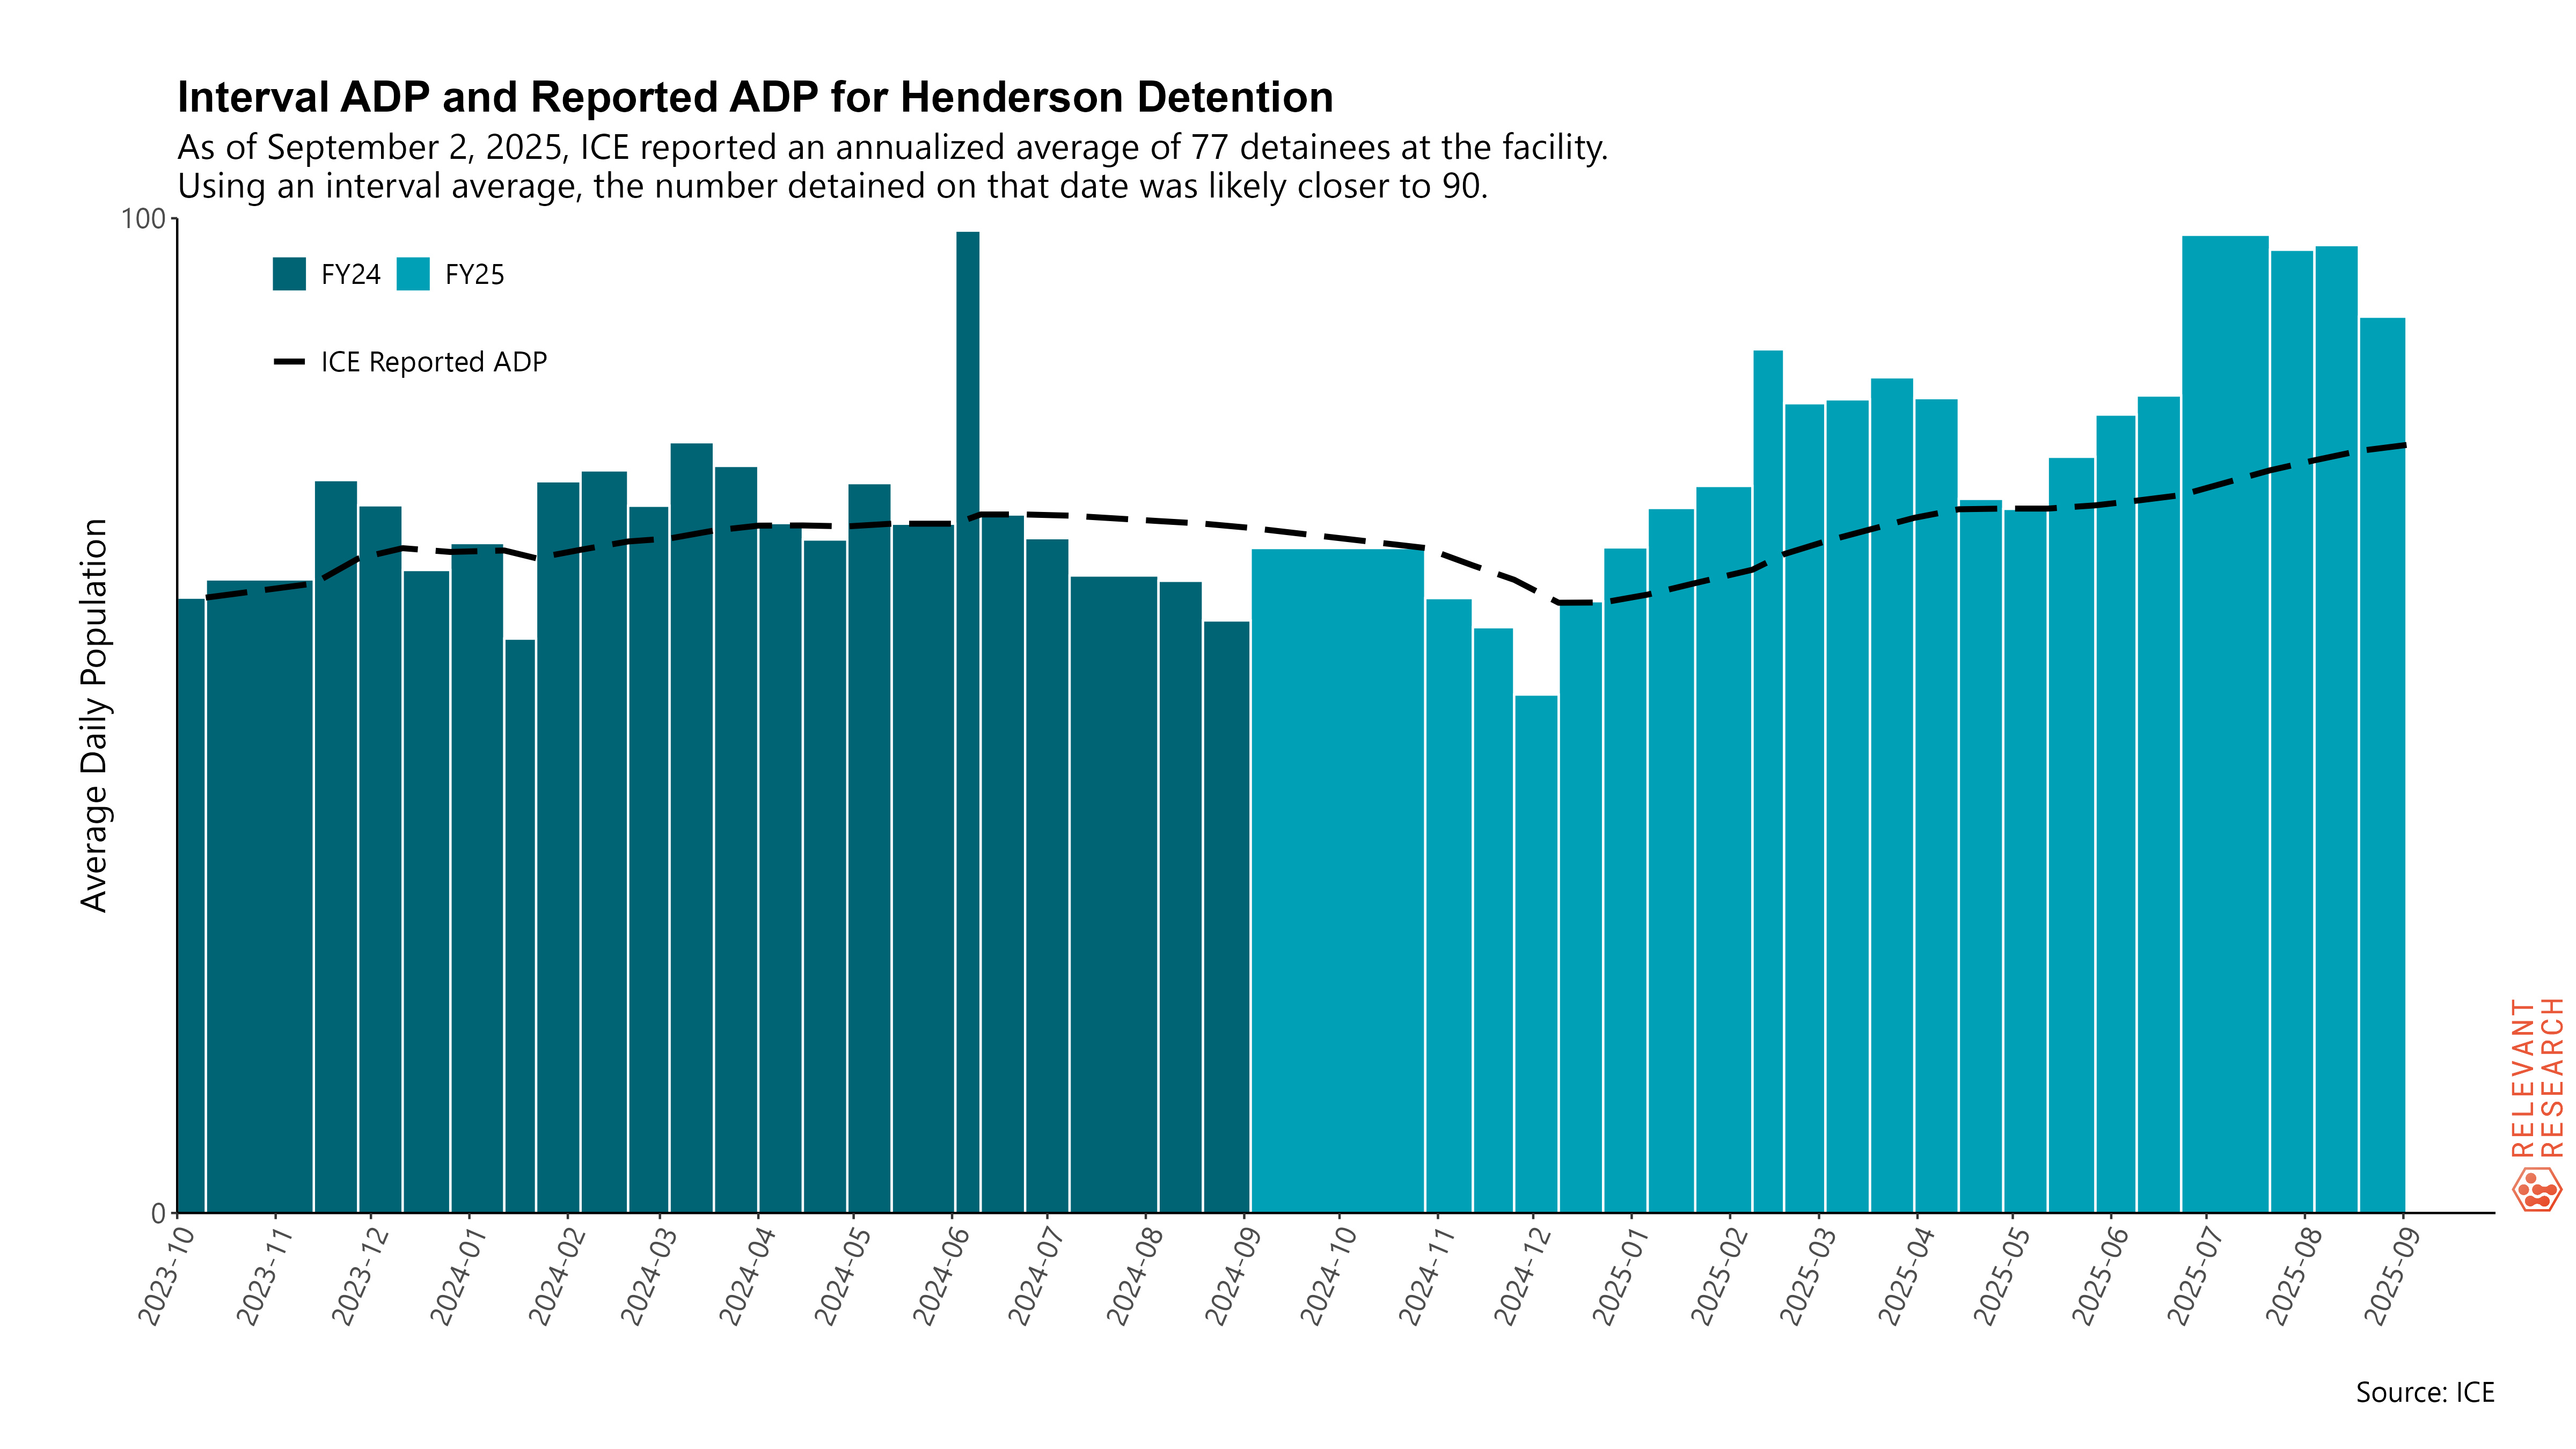 Interval ADP and Reported ADP for Henderson Detention
As of September 2, 2025, ICE reported an annualized average of 77 detainees at the facility.
Using an interval average, the number detained on that date was likely closer to 90.
100
FY24
FY25
ICE Reported ADP
Average Daily Population
0
2023-10
2023-11
2023-12
2024-01
2024-02
2024-03
2024-04
2024-05
2024-06
2024-07
2024-08
2024-09
2024-10
2024-11
2024-12
2025-01
2025-02
2025-03
2025-04
2025-05
2025-06
2025-07
2025-08
2025-09
RELEVANT
RESEARCH
Source: ICE